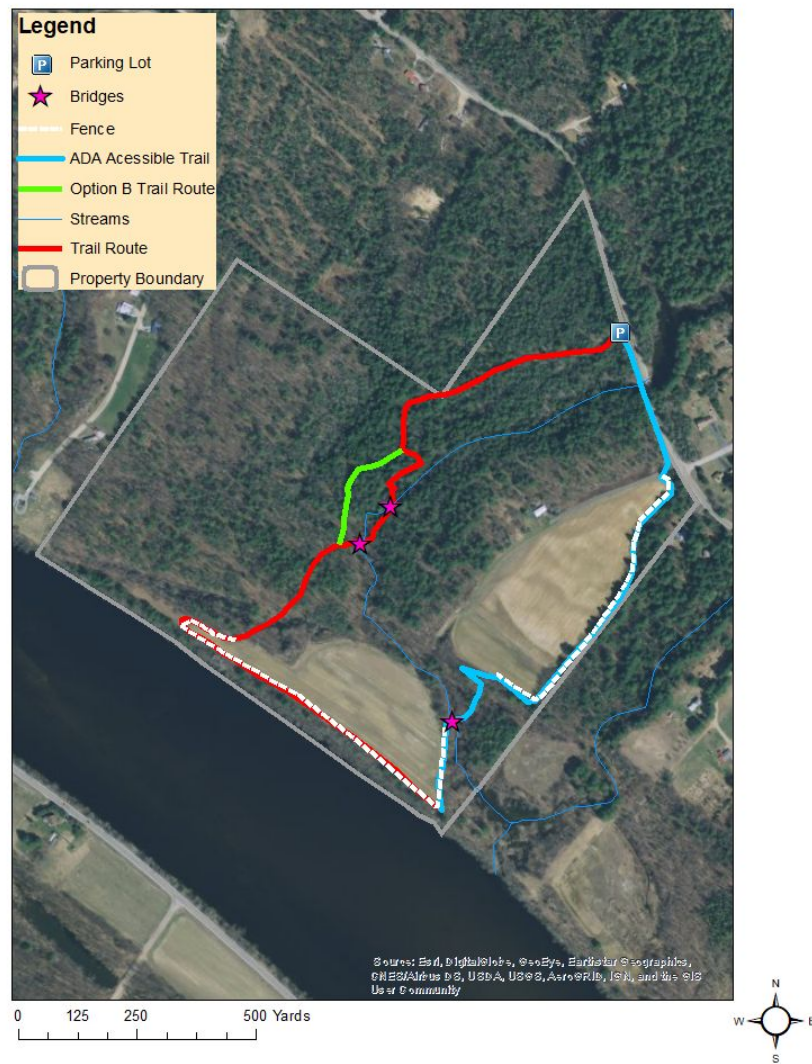 Legend
P
Parking Lot
Bridges
Fence
ADA Acessible Trail
Option B Trail Route
Streams
Trail Route
Property Boundary
P
Source: Esri, DigitalGlobe, GeoEye, Earthstar Geographics,
CNES/Airbus DS, USDA, USGS, AeroGRID, IGN, and the GIS
User Community
0 125 250 500 Yards
N
W E
S